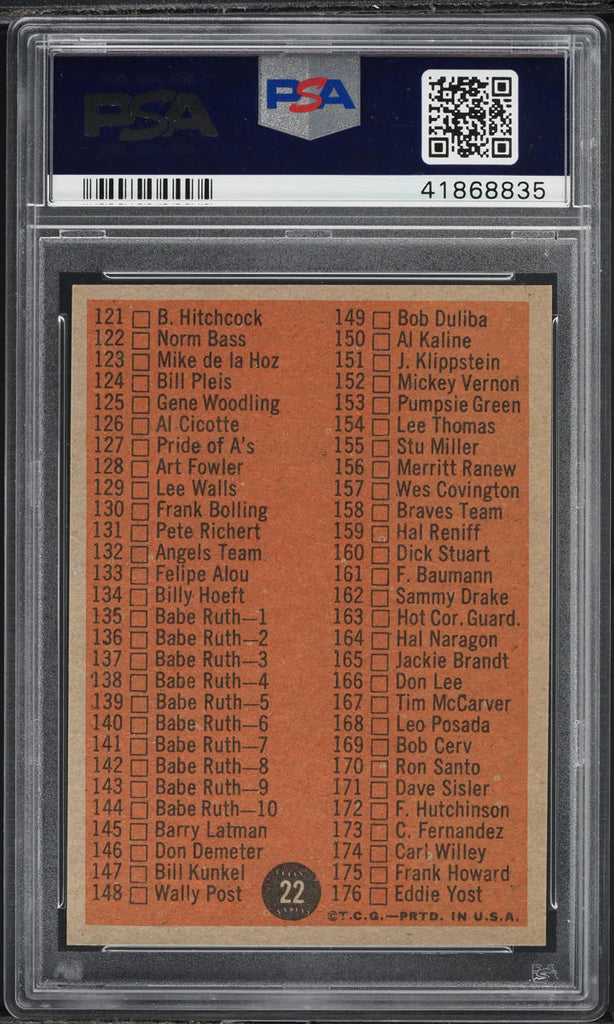 PSA
PSA
41868835
121 B. Hitchcock
122 Norm Bass
123 Mike de la Hoz
124 Bill Pleis
125 Gene Woodling
126 Al Cicotte
127 Pride of A's
128 Art Fowler
129 Lee Walls
130 Frank Bolling
131 Pete Richert
132 Angels Team
133 Felipe Alou
134 Billy Hoeft
135 Babe Ruth—1
136 Babe Ruth—2
137 Babe Ruth—3
138 Babe Ruth—4
139 Babe Ruth—5
140 Babe Ruth—6
141 Babe Ruth—7
142 Babe Ruth—8
143 Babe Ruth—9
144 Babe Ruth—10
145 Barry Latman
146 Don Demeter
147 Bill Kunkel
148 Wally Post
22
149 Bob Duliba
150 Al Kaline
151 J. Klippstein
152 Mickey Vernon
153 Pumpsie Green
154 Lee Thomas
155 Stu Miller
156 Merritt Ranew
157 Wes Covington
158 Braves Team
159 Hal Reniff
160 Dick Stuart
161 F. Baumann
162 Sammy Drake
163 Hot Cor. Guard.
164 Hal Naragon
165 Jackie Brandt
166 Don Lee
167 Tim McCarver
168 Leo Posada
169 Bob Cerv
170 Ron Santo
171 Dave Sisler
172 F. Hutchinson
173 C. Fernandez
174 Carl Willey
175 Frank Howard
176 Eddie Yost
©T.C.G.—PRTD. IN U.S.A.
PSA